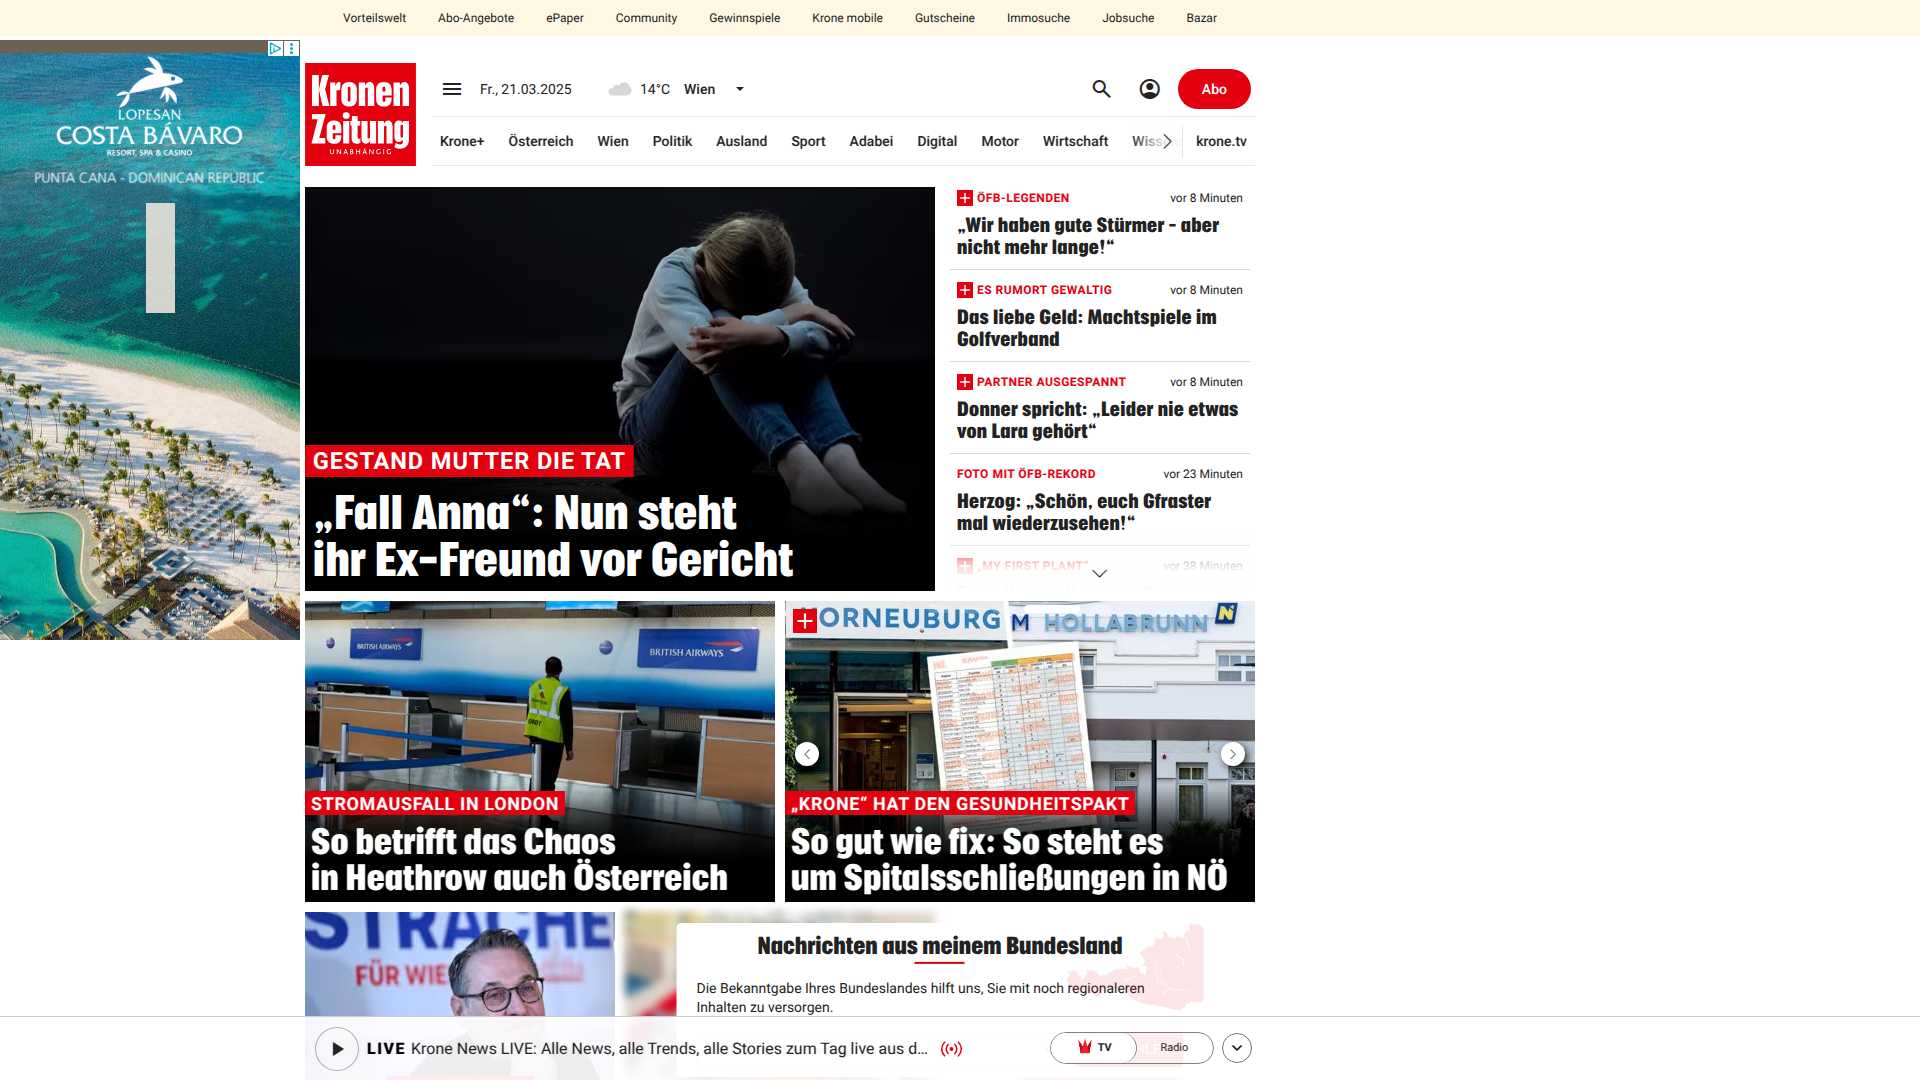 Vorteilswelt Abo-Angebote ePaper Community Gewinnspiele Krone mobile Gutscheine Immosuche Jobsuche Bazar
LOPESAN
COSTA BÁVARO
RESORT, SPA & CASINO
PUNTA CANA - DOMINICAN REPUBLIC
Kronen
Zeitung
UNABHÄNGIG
Fr., 21.03.2025 14°C Wien
Abo
Krone+ Österreich Wien Politik Ausland Sport Adabei Digital Motor Wirtschaft Wiss krone.tv
GESTAND MUTTER DIE TAT
„Fall Anna“: Nun steht
ihr Ex-Freund vor Gericht
ÖFB-LEGENDEN vor 8 Minuten
„Wir haben gute Stürmer – aber
nicht mehr lange!“
ES RUMORT GEWALTIG vor 8 Minuten
Das liebe Geld: Machtspiele im
Golfverband
PARTNER AUSGESPANNT vor 8 Minuten
Donner spricht: „Leider nie etwas
von Lara gehört“
FOTO MIT ÖFB-REKORD vor 23 Minuten
Herzog: „Schön, euch Gfraster
mal wiederzusehen!“
„MY FIRST PLANT“ vor 38 Minuten
BRITISH AIRWAYS
BRITISH AIRWAYS
STROMAUSFALL IN LONDON
So betrifft das Chaos
in Heathrow auch Österreich
ORNEUBURG
M HOLLABRUNN
„KRONE“ HAT DEN GESUNDHEITSPAKT
So gut wie fix: So steht es
um Spitalsschließungen in NÖ
STRACHE
FÜR WIE
Nachrichten aus meinem Bundesland
Die Bekanntgabe Ihres Bundeslandes hilft uns, Sie mit noch regionaleren
Inhalten zu versorgen.
LIVE Krone News LIVE: Alle News, alle Trends, alle Stories zum Tag live aus d...
TV Radio